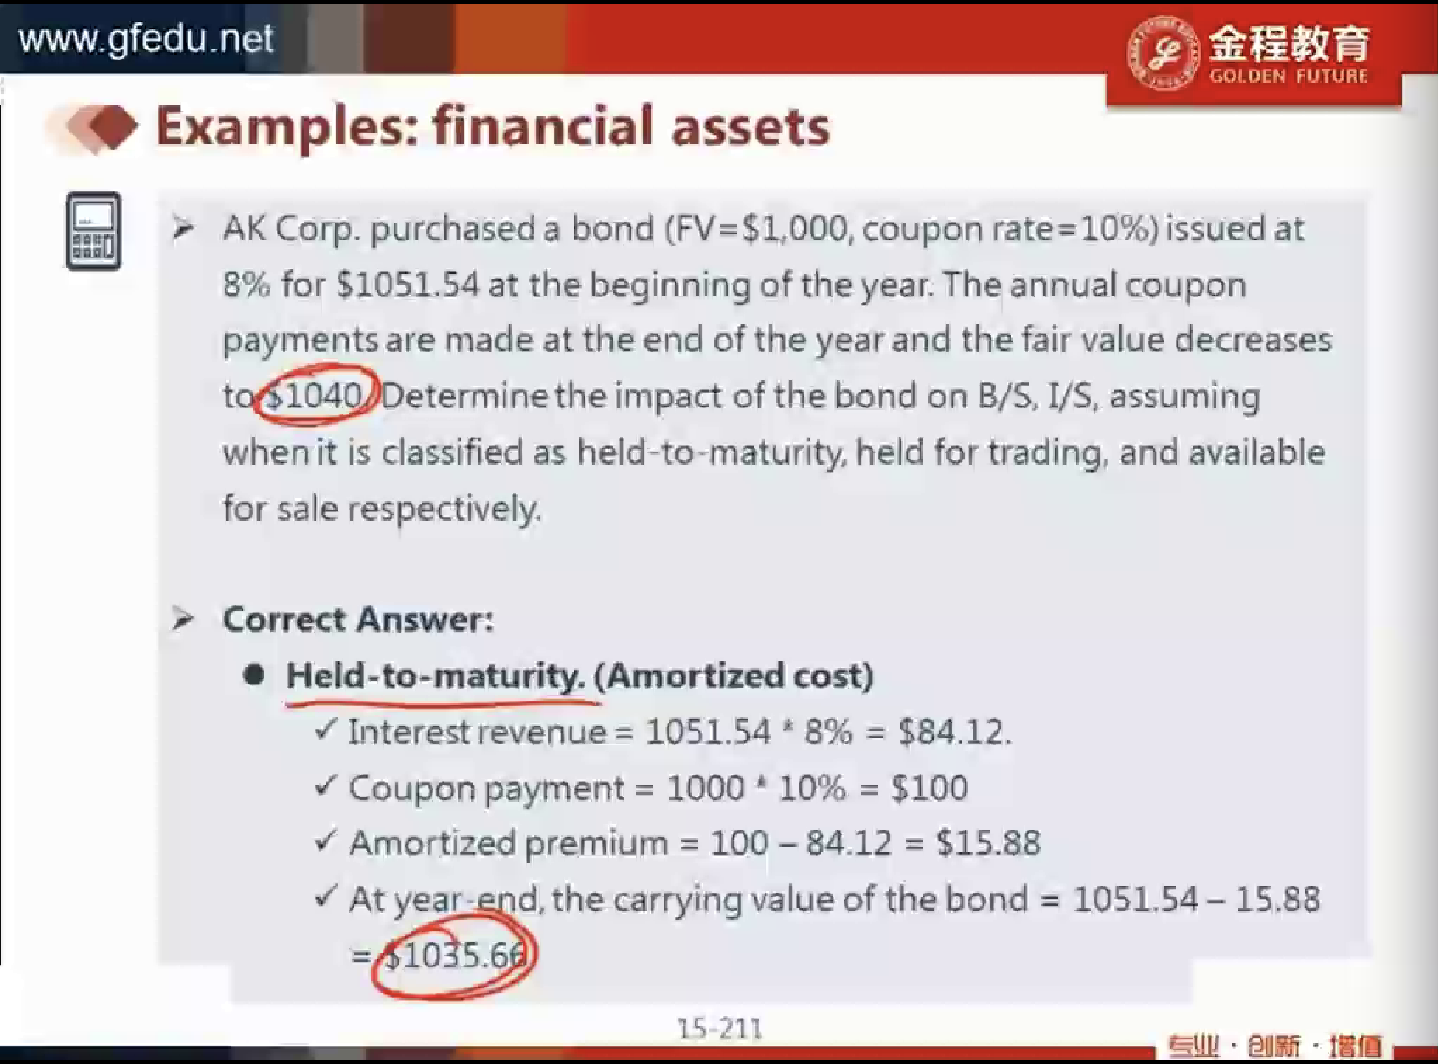 www.gfedu.net
金程教育
GOLDEN FUTURE
Examples: financial assets
➤ AK Corp. purchased a bond (FV=$1,000, coupon rate=10%) issued at
8% for $1051.54 at the beginning of the year. The annual coupon
payments are made at the end of the year and the fair value decreases
to $1040. Determine the impact of the bond on B/S, I/S, assuming
when it is classified as held-to-maturity, held for trading, and available
for sale respectively.
➤ Correct Answer:
● Held-to-maturity. (Amortized cost)
✓ Interest revenue = 1051.54 * 8% = $84.12.
✓ Coupon payment = 1000 * 10% = $100
✓ Amortized premium = 100 – 84.12 = $15.88
✓ At year-end, the carrying value of the bond = 1051.54 – 15.88
= $1035.66
15-211
专业·创新·增值